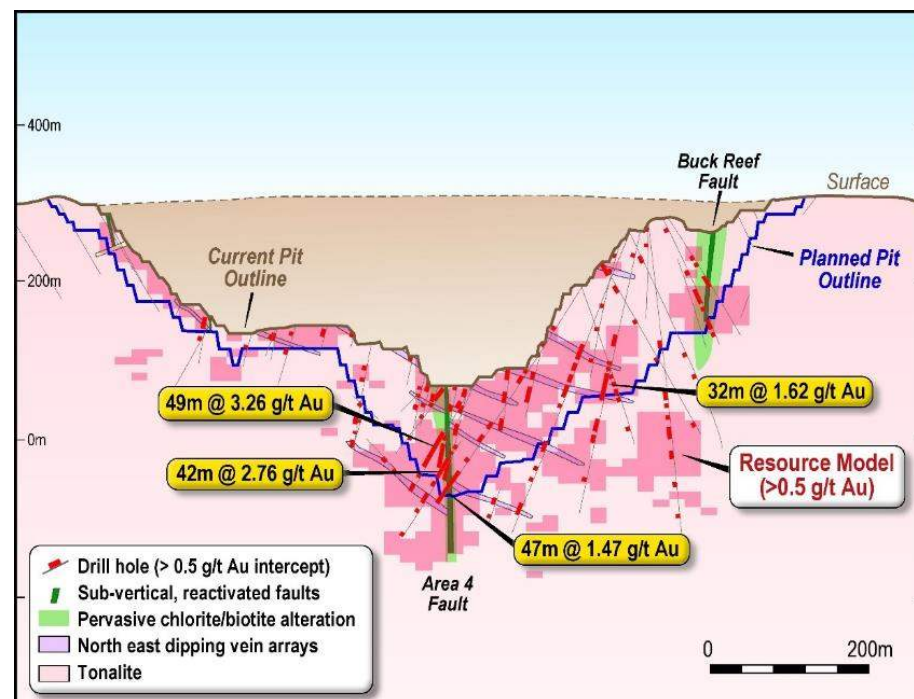 400m
Buck Reef
Fault
Surface
Current Pit
Outline
Planned Pit
Outline
200m
49m @ 3.26 g/t Au
32m @ 1.62 g/t Au
0m
42m @ 2.76 g/t Au
Resource Model
(>0.5 g/t Au)
47m @ 1.47 g/t Au
Area 4
Fault
Drill hole (> 0.5 g/t Au intercept)
Sub-vertical, reactivated faults
Pervasive chlorite/biotite alteration
North east dipping vein arrays
Tonalite
0 200m